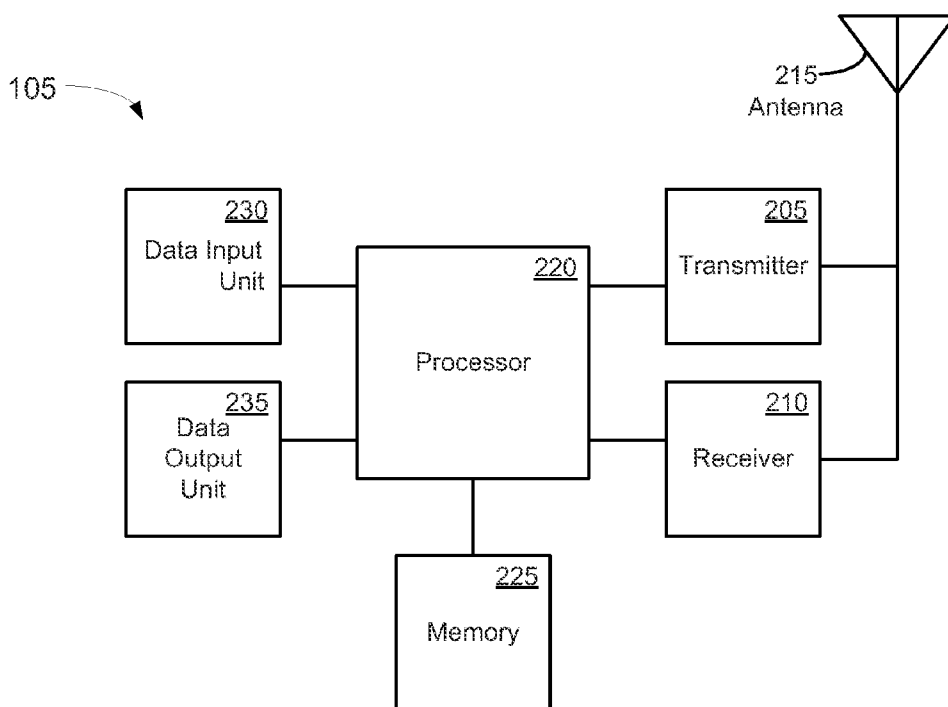 105
215
Antenna
230
Data Input
Unit
220
Processor
205
Transmitter
235
Data
Output
Unit
210
Receiver
225
Memory